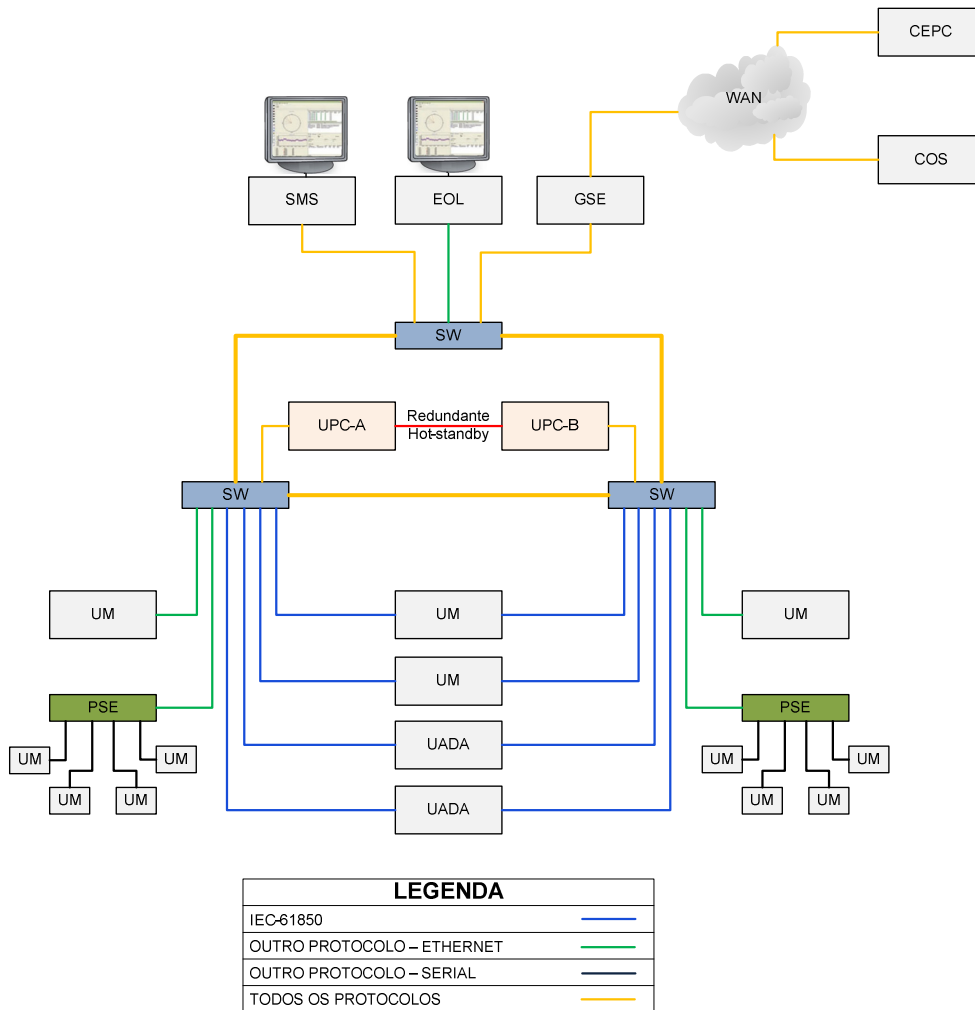 CEPC
WAN
COS
SMS
EOL
GSE
SW
UPC-A
Redundante
Hot-standby
UPC-B
SW
SW
UM
UM
UM
UM
PSE
PSE
UADA
UM
UM
UM
UM
UM
UM
UM
UM
UADA
LEGENDA
IEC-61850
OUTRO PROTOCOLO – ETHERNET
OUTRO PROTOCOLO – SERIAL
TODOS OS PROTOCOLOS